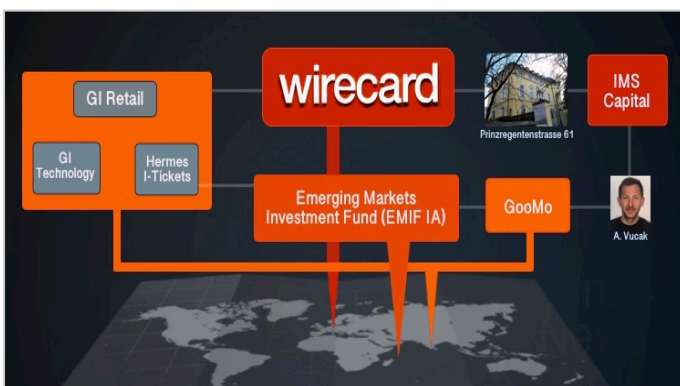 wirecard
GI Retail
GI
Technology
Hermes
I-Tickets
Prinzregentenstrasse 61
IMS
Capital
Emerging Markets
Investment Fund (EMIF IA)
GooMo
A. Vucak